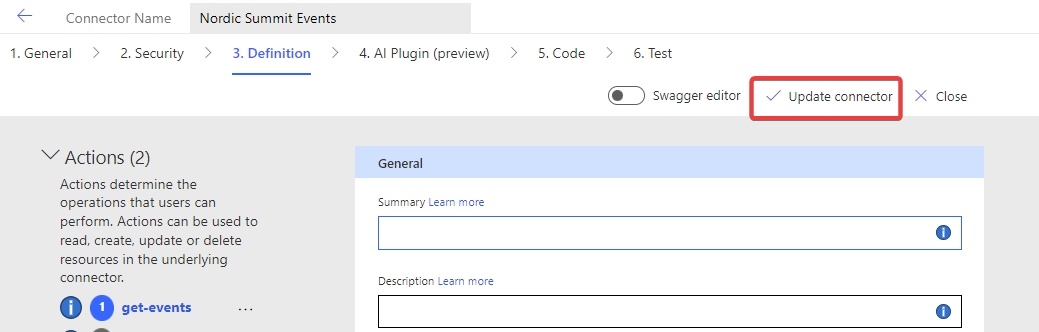 Connector Name Nordic Summit Events
1. General > 2. Security > 3. Definition > 4. AI Plugin (preview) > 5. Code > 6. Test
Swagger editor Update connector Close
Actions (2)
Actions determine the
operations that users can
perform. Actions can be used to
read, create, update or delete
resources in the underlying
connector.
1 get-events ...
General
Summary Learn more
Description Learn more